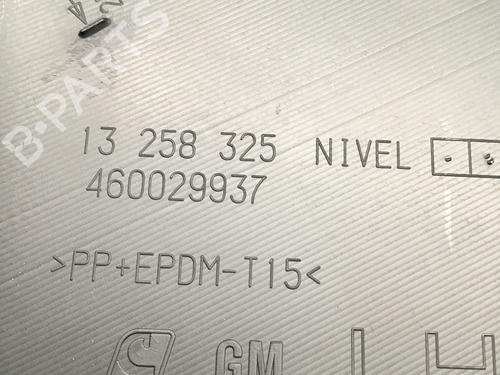 B-PARTS
13 258 325 NIVEL
460029937
>PP+EPDM-T15<
GM